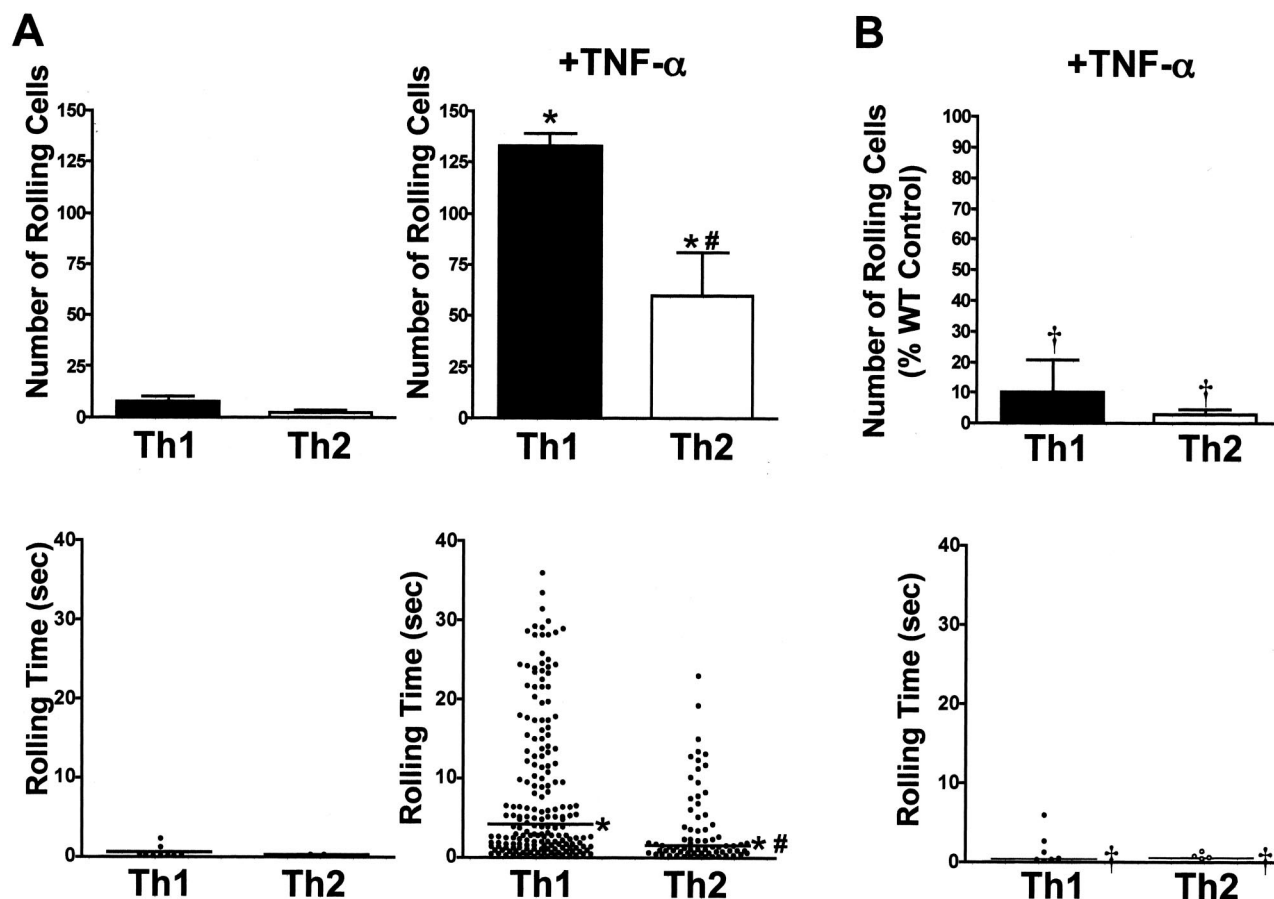 A
B
+TNF-α
+TNF-α
Number of Rolling Cells
150
125
100
75
50
25
0
Th1
Th2
Number of Rolling Cells
150
125
100
75
50
25
0
*
* #
Th1
Th2
Number of Rolling Cells
(% WT Control)
100
90
80
70
60
50
40
30
20
10
0
†
†
Th1
Th2
Rolling Time (sec)
40
30
20
10
0
Th1
Th2
Rolling Time (sec)
40
30
20
10
0
*
* #
Th1
Th2
Rolling Time (sec)
40
30
20
10
0
†
†
Th1
Th2